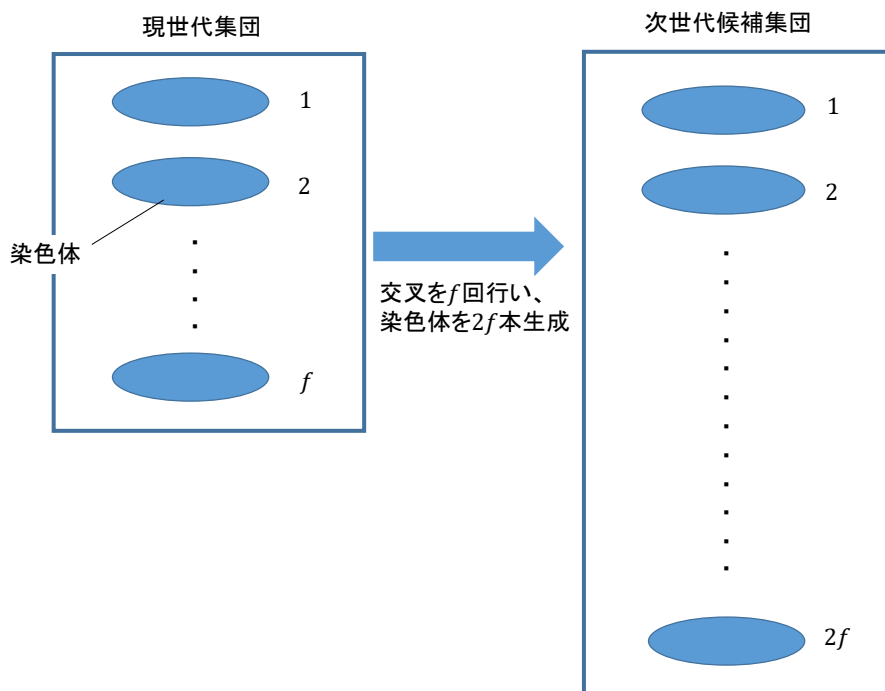 現世代集団
1
2
染色体
f
交叉をf回行い、
染色体を2f本生成
次世代候補集団
1
2
2f